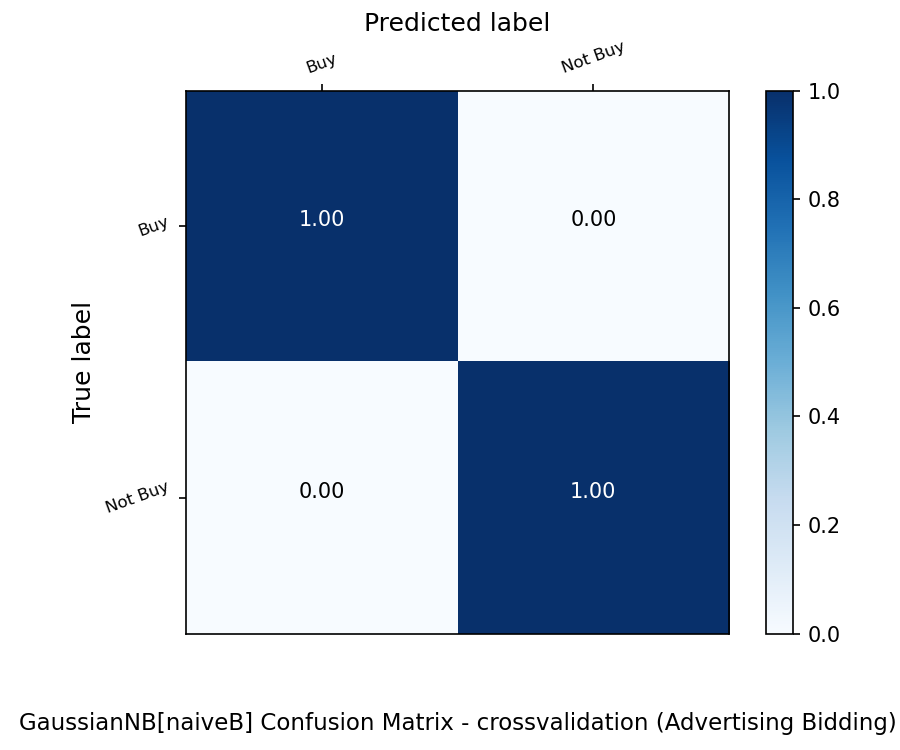 Predicted label
Buy
Not Buy
1.0
Buy
1.00
0.00
0.8
0.6
True label
0.4
Not Buy
0.00
1.00
0.2
0.0
GaussianNB[naiveB] Confusion Matrix - crossvalidation (Advertising Bidding)